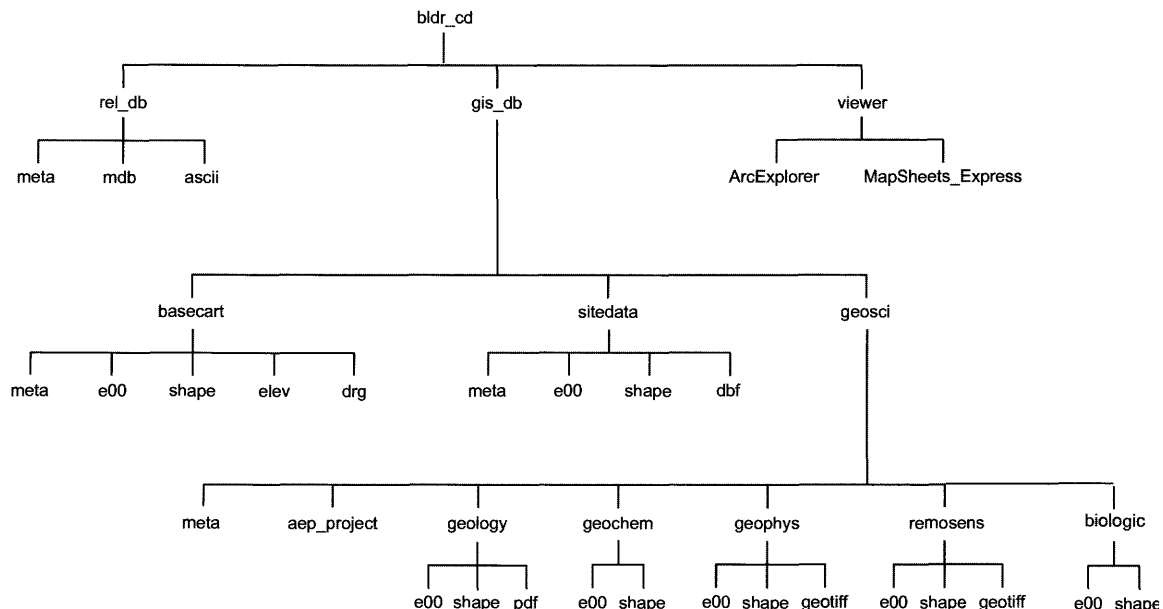 bldr_cd
rel_db gis_db viewer
meta mdb ascii ArcExplorer MapSheets_Express
basecart sitedata geosci
meta e00 shape elev drg meta e00 shape dbf
meta aep_project geology geochem geophys remosens biologic
e00 shape pdf e00 shape e00 shape geotiff e00 shape geotiff e00 shape